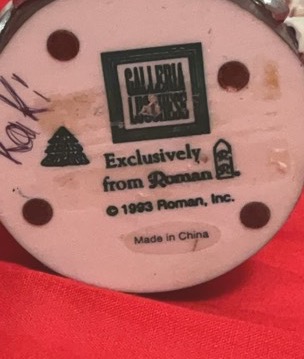 GALLERIA
LUCCHESE
Exclusively
from Roman
© 1993 Roman, Inc.
Made in China